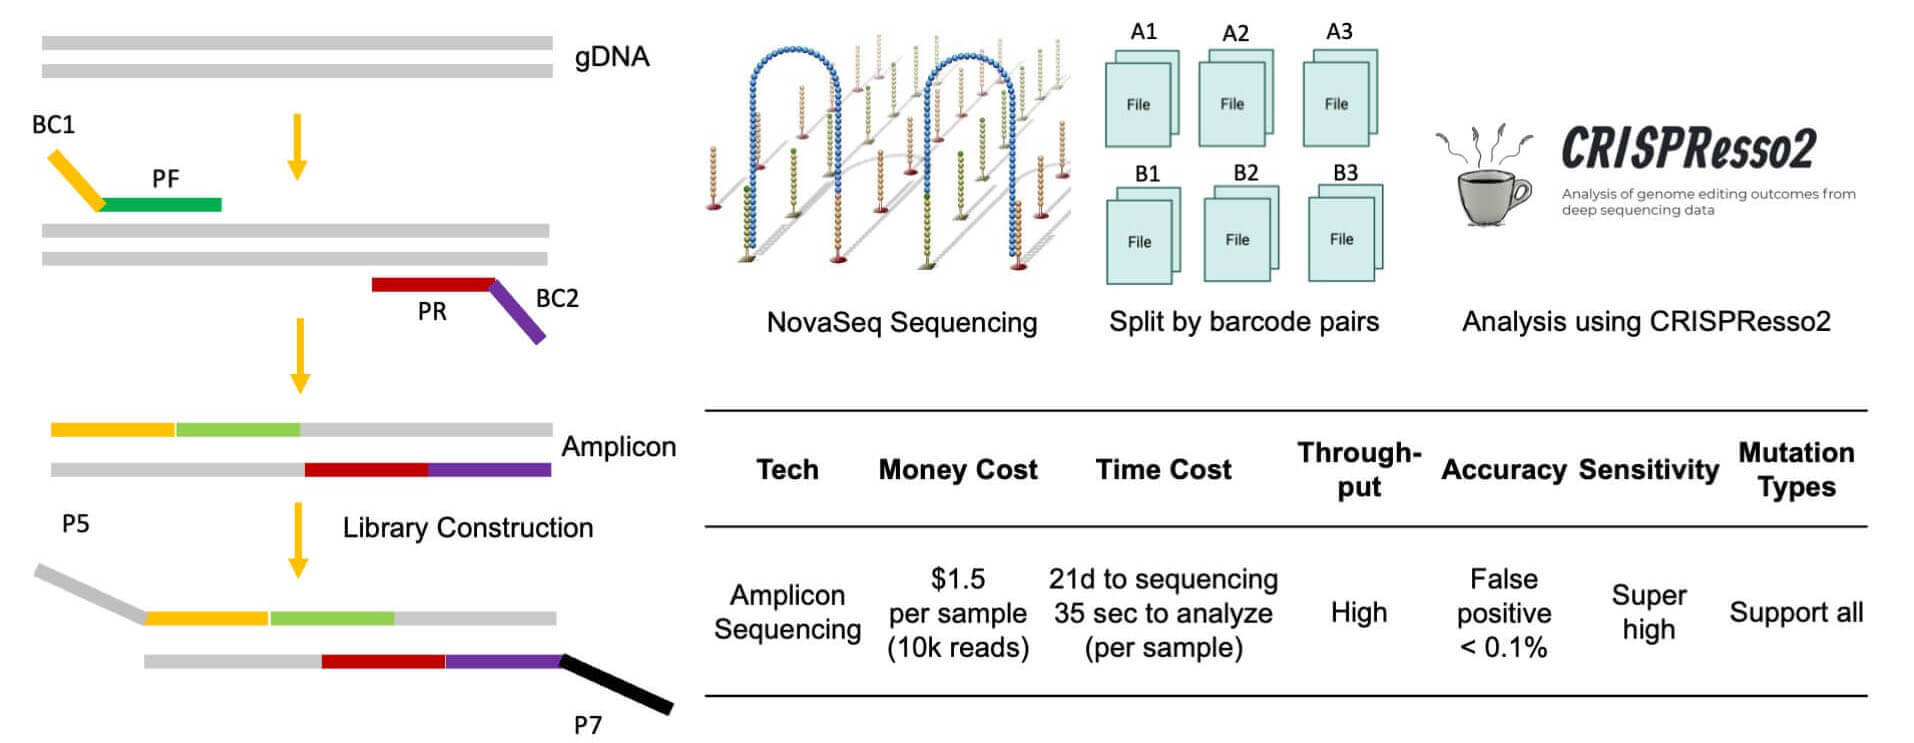 gDNA
BC1
PF
PR
BC2
Amplicon
P5
Library Construction
P7
NovaSeq Sequencing
A1
A2
A3
File
File
File
B1
B2
B3
File
File
File
Split by barcode pairs
CRISPResso2
Analysis of genome editing outcomes from
deep sequencing data
Analysis using CRISPResso2
Tech
Money Cost
Time Cost
Through-
put
Accuracy
Sensitivity
Mutation
Types
Amplicon
Sequencing
$1.5
per sample
(10k reads)
21d to sequencing
35 sec to analyze
(per sample)
High
False
positive
< 0.1%
Super
high
Support all